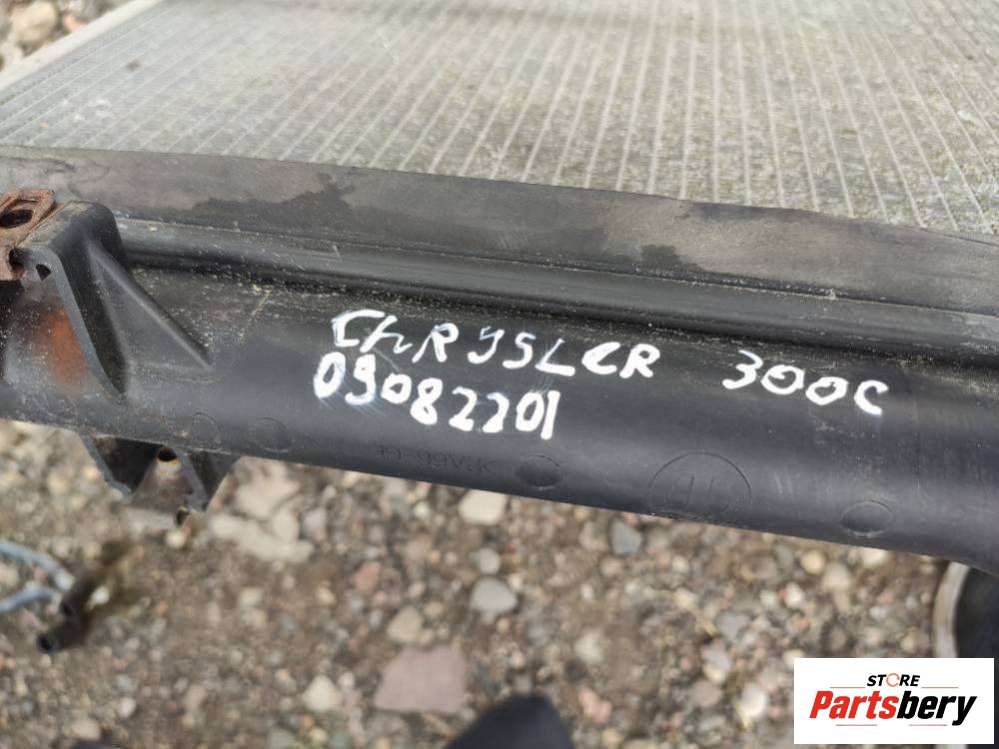 CHRYSLER 300C
09082201
STORE
Partsbery